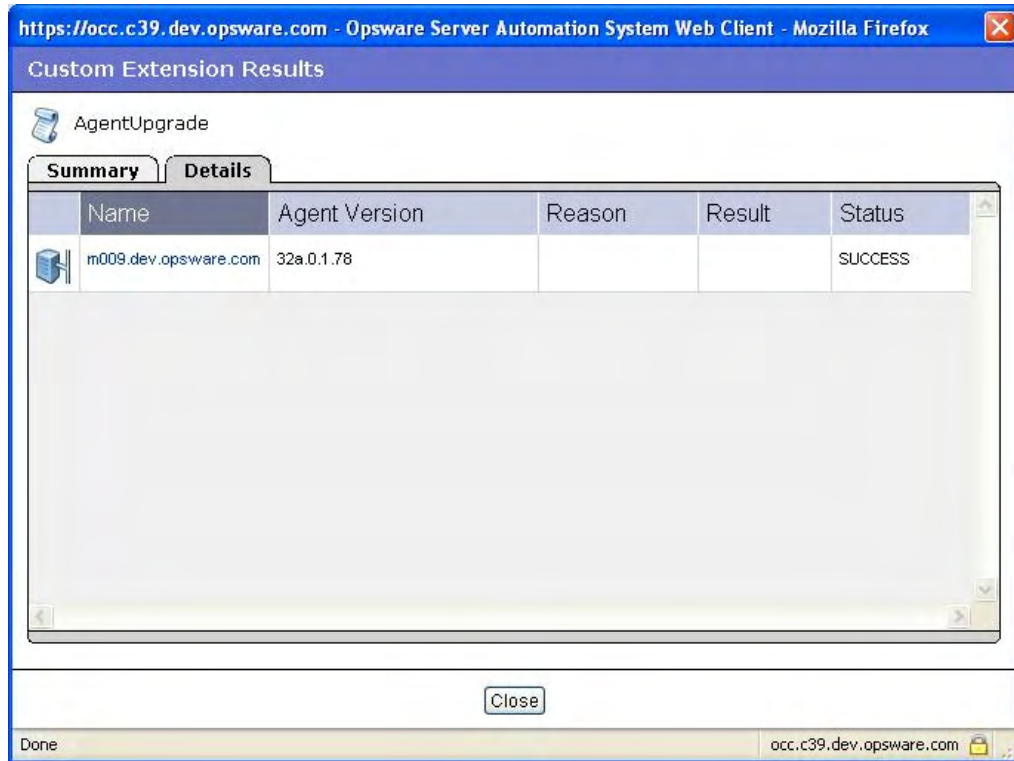 https://occ.c39.dev.opsware.com - Opsware Server Automation System Web Client - Mozilla Firefox
Custom Extension Results
AgentUpgrade
Summary Details
Name Agent Version Reason Result Status
m009.dev.opsware.com 32a.0.1.78 SUCCESS
Close
Done occ.c39.dev.opsware.com